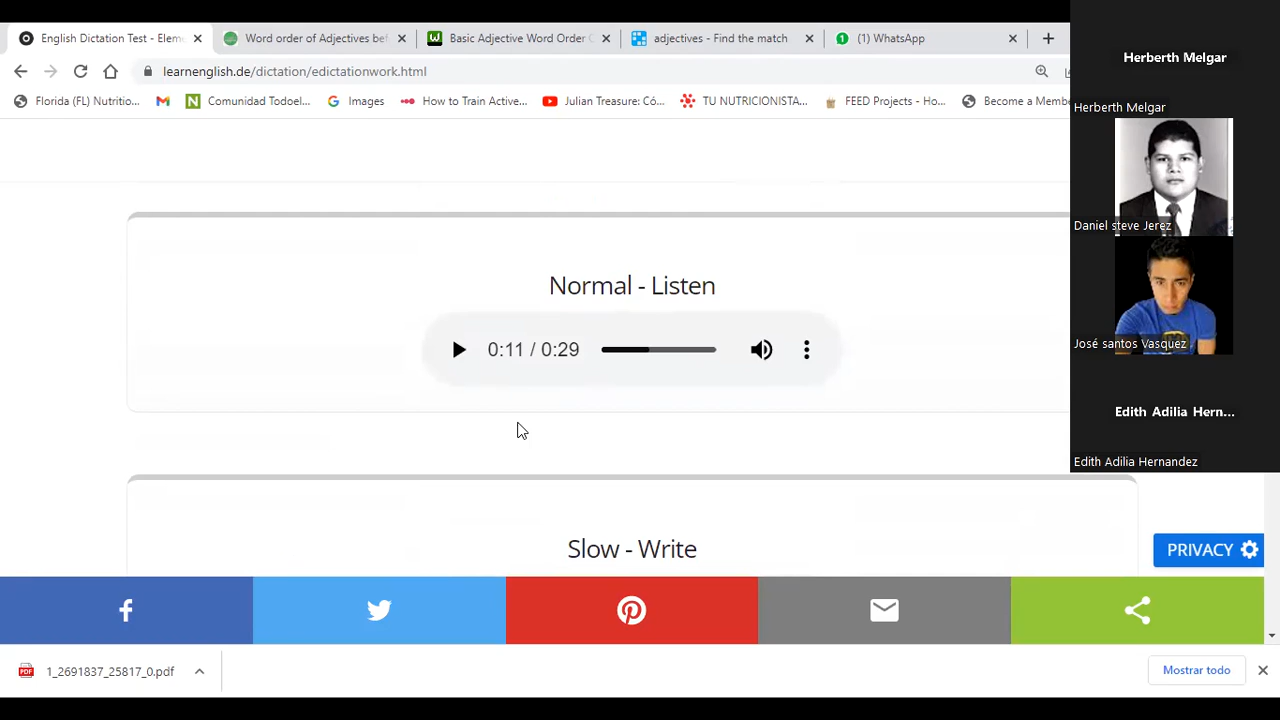 English Dictation Test - Eleme
Word order of Adjectives bef
Basic Adjective Word Order C
adjectives - Find the match
(1) WhatsApp
learnenglish.de/dictation/edictationwork.html
Florida (FL) Nutritio...
Comunidad Todoel...
Images
How to Train Active...
Julian Treasure: Có...
TU NUTRICIONISTA...
FEED Projects - Ho...
Become a Membe
Herberth Melgar
Herberth Melgar
Daniel steve Jerez
José santos Vasquez
Edith Adilia Hern...
Edith Adilia Hernandez
Normal - Listen
0:11 / 0:29
Slow - Write
PRIVACY
1_2691837_25817_0.pdf
Mostrar todo